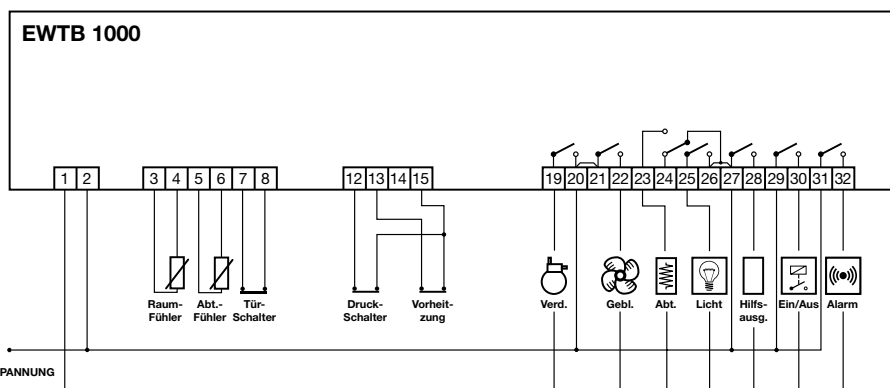 EWTB 1000
1 2 3 4 5 6 7 8 12 13 14 15 19 20 21 22 23 24 25 26 27 28 29 30 31 32
Raum- Abt.- Tür- Druck- Vorheit- Verd. Gebl. Abt. Licht Hilfs- Ein/Aus Alarm
Fühler Fühler Schalter Schalter zung ausg.
PANNUNG